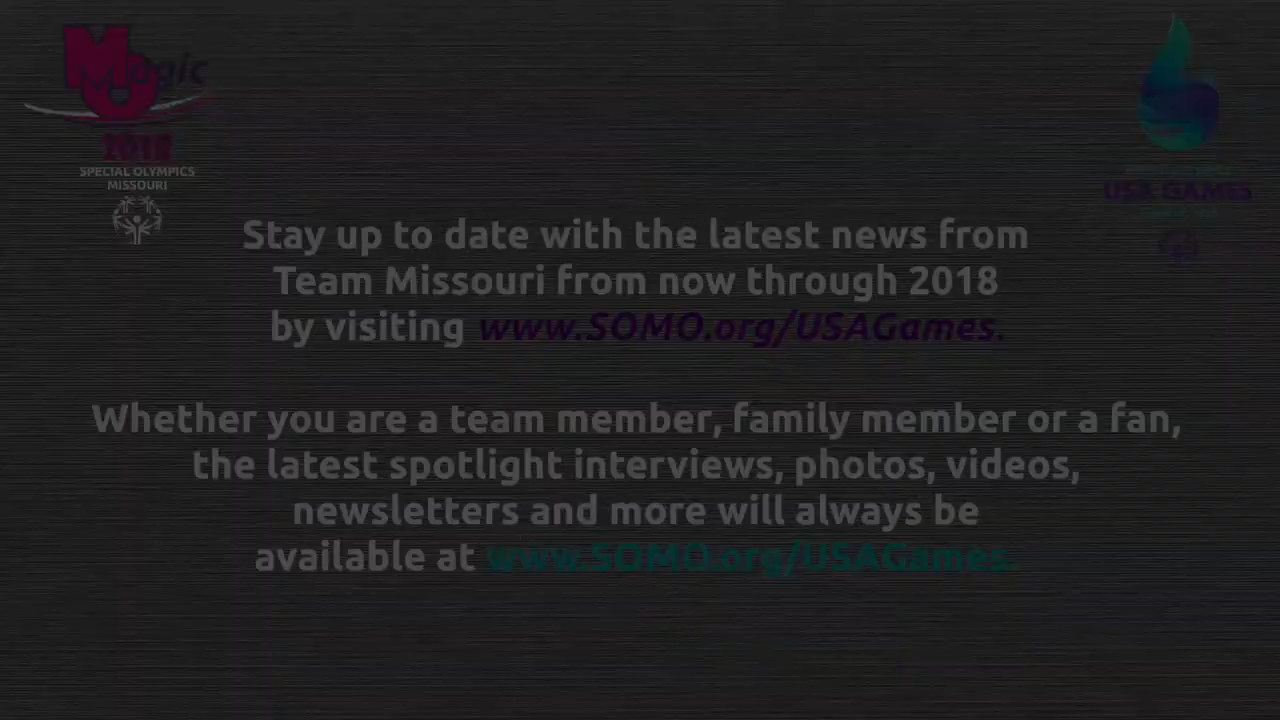 MO Magic
2018
SPECIAL OLYMPICS
MISSOURI
USA GAMES
Stay up to date with the latest news from
Team Missouri from now through 2018
by visiting www.SOMO.org/USAGames.
Whether you are a team member, family member or a fan,
the latest spotlight interviews, photos, videos,
newsletters and more will always be
available at www.SOMO.org/USAGames.